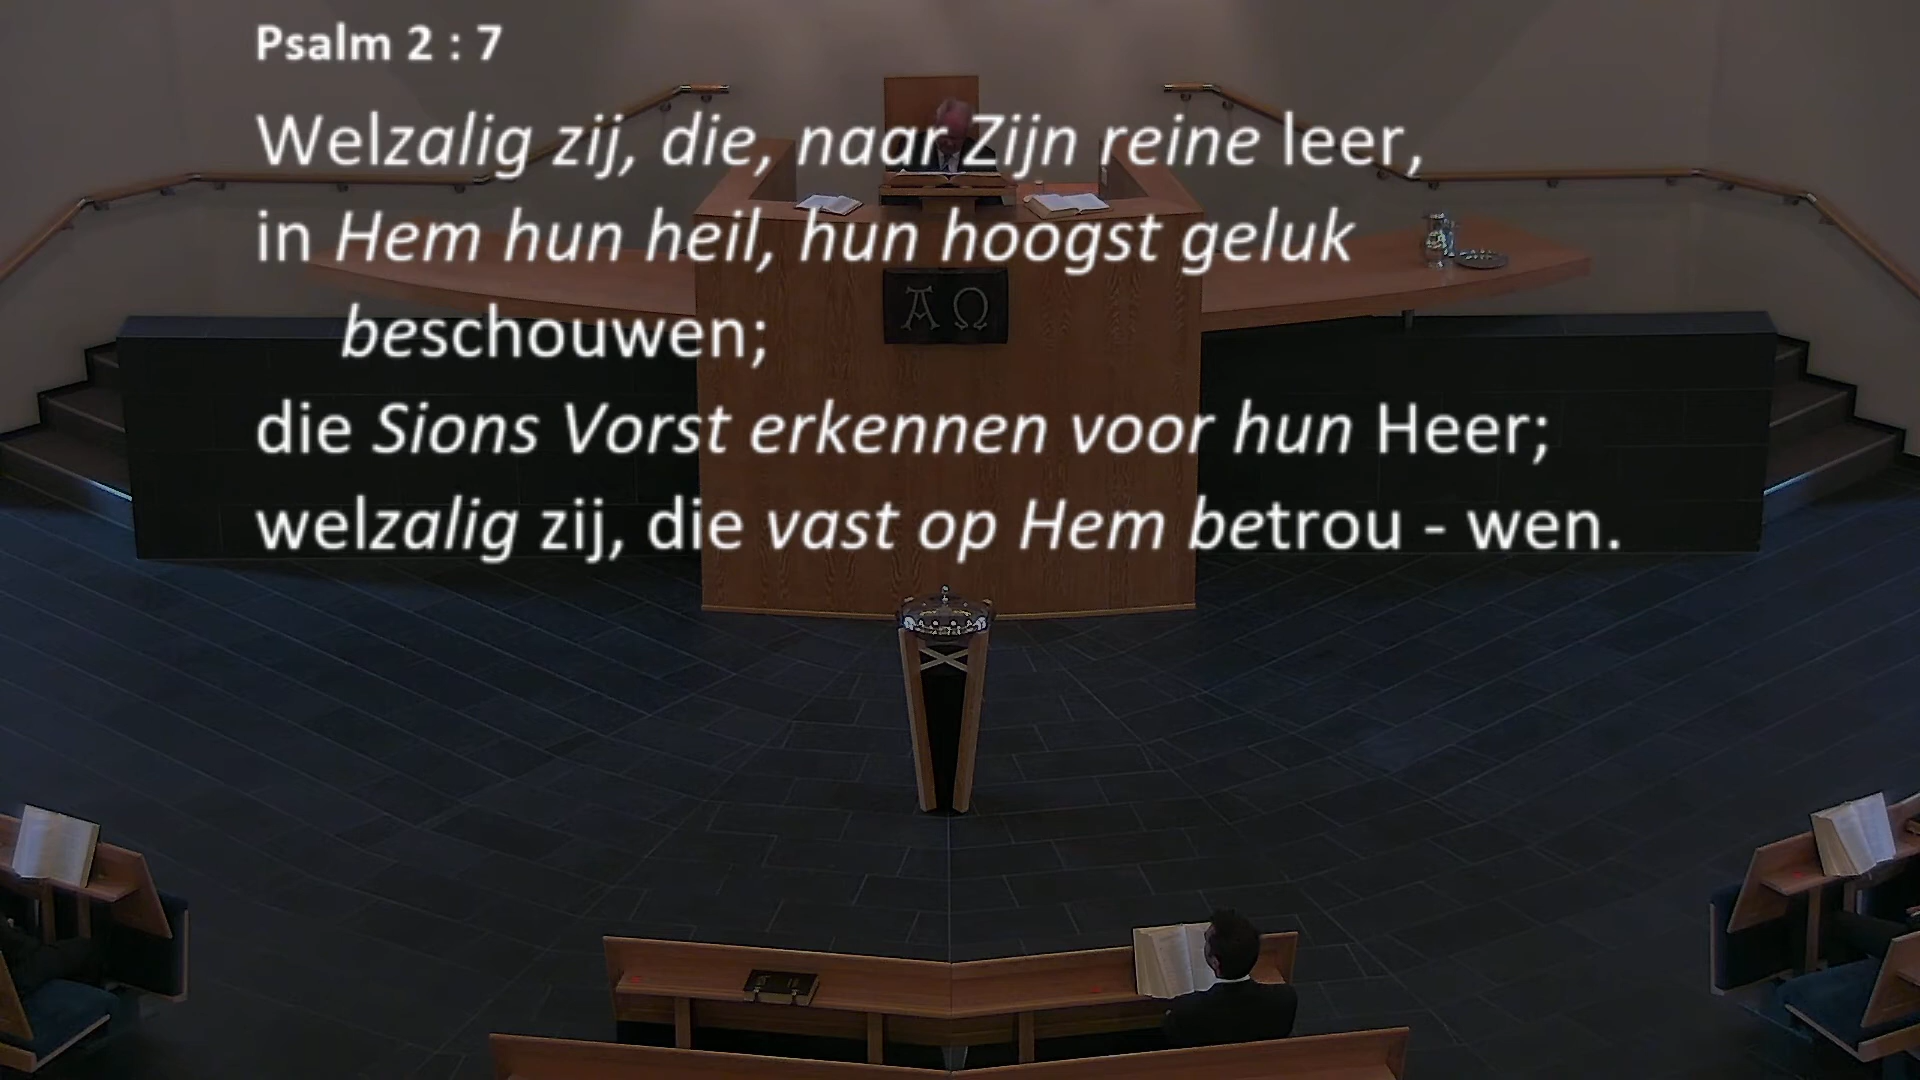 Psalm 2 : 7
Welzalig zij, die, naar Zijn reine leer,
in Hem hun heil, hun hoogst geluk
beschouwen;
die Sions Vorst erkennen voor hun Heer;
welzalig zij, die vast op Hem betrou - wen.
Α Ω